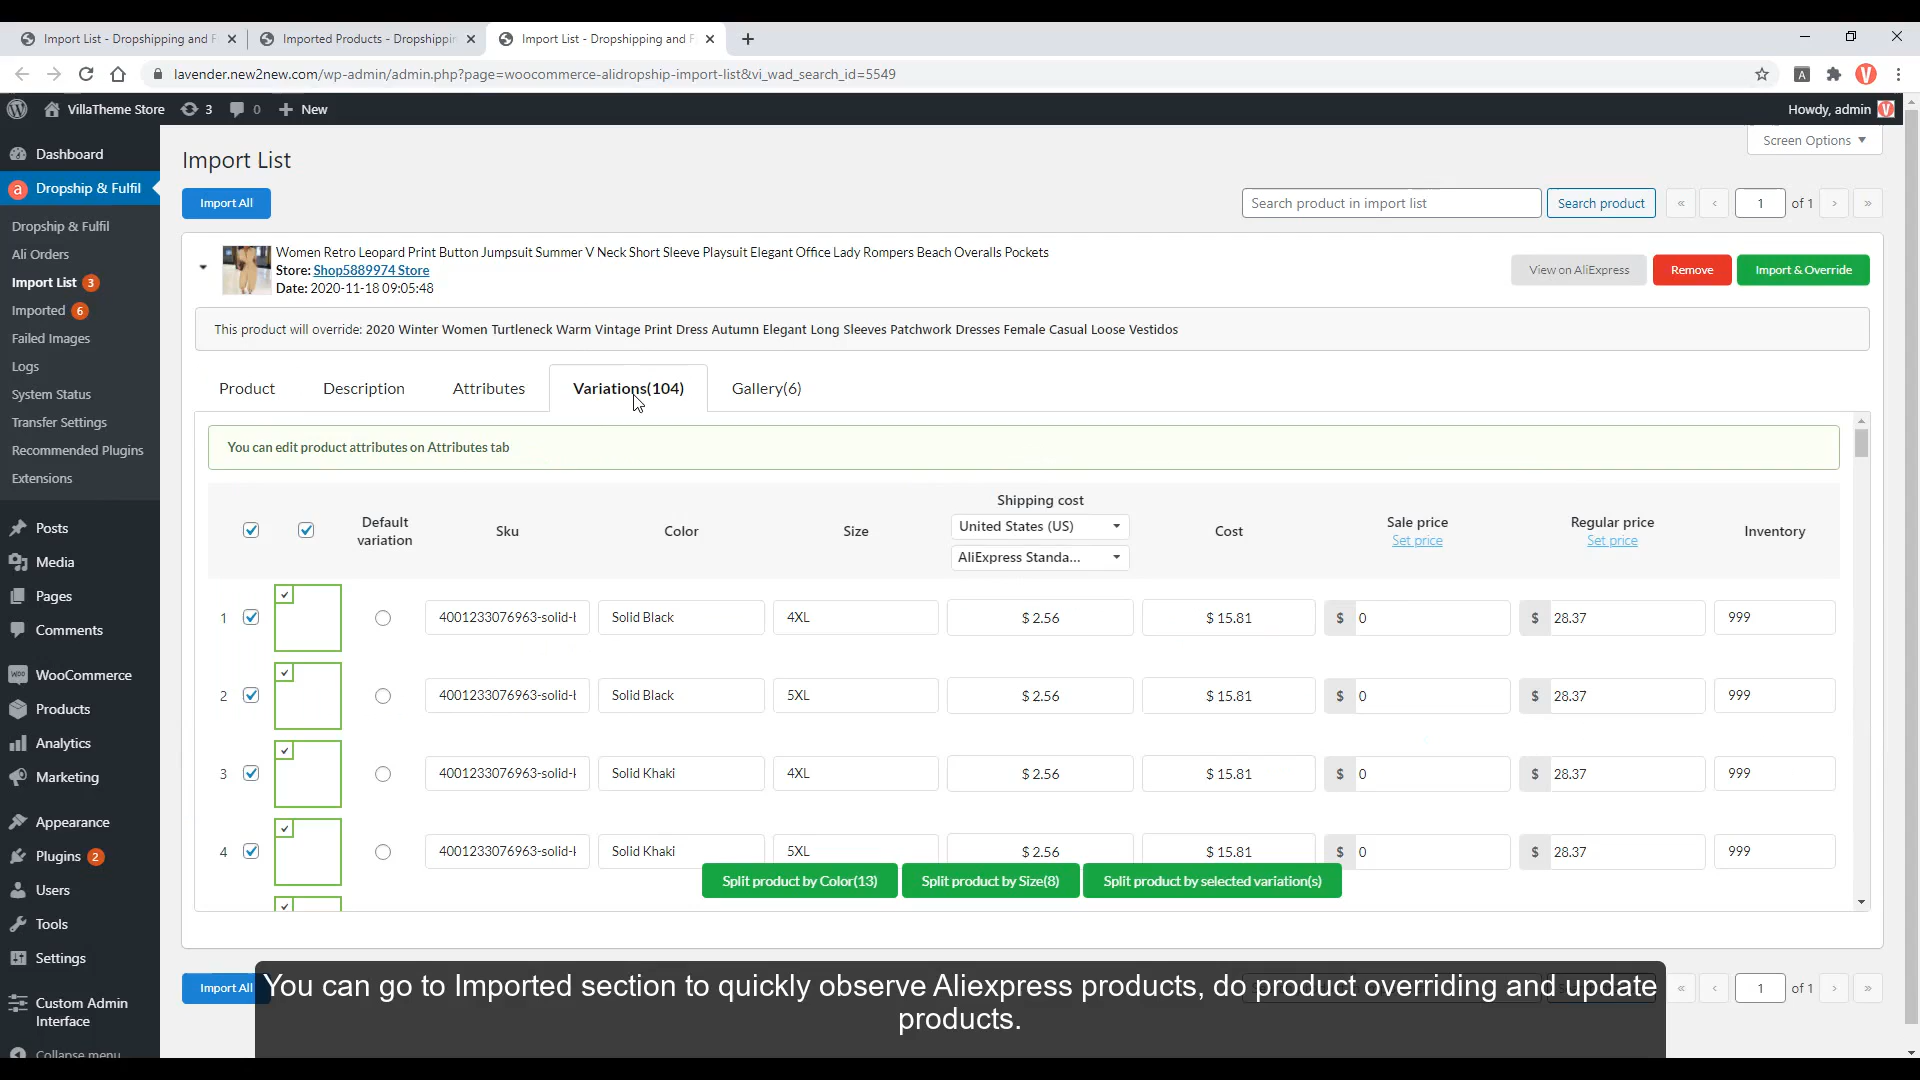 Import List - Dropshipping and F
Imported Products - Dropshippin
Import List - Dropshipping and F
lavender.new2new.com/wp-admin/admin.php?page=woocommerce-alidropship-import-list&vi_wad_search_id=5549
VillaTheme Store 3 0 New
Howdy, admin
Screen Options
Dashboard
Dropship & Fulfil
Dropship & Fulfil
Ali Orders
Import List 3
Imported 6
Failed Images
Logs
System Status
Transfer Settings
Recommended Plugins
Extensions
Posts
Media
Pages
Comments
WooCommerce
Products
Analytics
Marketing
Appearance
Plugins 2
Users
Tools
Settings
Custom Admin
Interface
Collapse menu
Import List
Import All
Search product in import list
Search product
« ‹ 1 of 1 › »
Women Retro Leopard Print Button Jumpsuit Summer V Neck Short Sleeve Playsuit Elegant Office Lady Rompers Beach Overalls Pockets
Store: Shop5889974 Store
Date: 2020-11-18 09:05:48
View on AliExpress
Remove
Import & Override
This product will override: 2020 Winter Women Turtleneck Warm Vintage Print Dress Autumn Elegant Long Sleeves Patchwork Dresses Female Casual Loose Vestidos
Product Description Attributes Variations(104) Gallery(6)
You can edit product attributes on Attributes tab
Default
variation
Sku
Color
Size
Shipping cost
United States (US)
AliExpress Standa...
Cost
Sale price
Set price
Regular price
Set price
Inventory
1 4001233076963-solid-b Solid Black 4XL $ 2.56 $ 15.81 $ 0 $ 28.37 999
2 4001233076963-solid-b Solid Black 5XL $ 2.56 $ 15.81 $ 0 $ 28.37 999
3 4001233076963-solid-k Solid Khaki 4XL $ 2.56 $ 15.81 $ 0 $ 28.37 999
4 4001233076963-solid-k Solid Khaki 5XL $ 2.56 $ 15.81 $ 0 $ 28.37 999
Split product by Color(13)
Split product by Size(8)
Split product by selected variation(s)
Import All
« ‹ 1 of 1 › »
You can go to Imported section to quickly observe Aliexpress products, do product overriding and update
products.